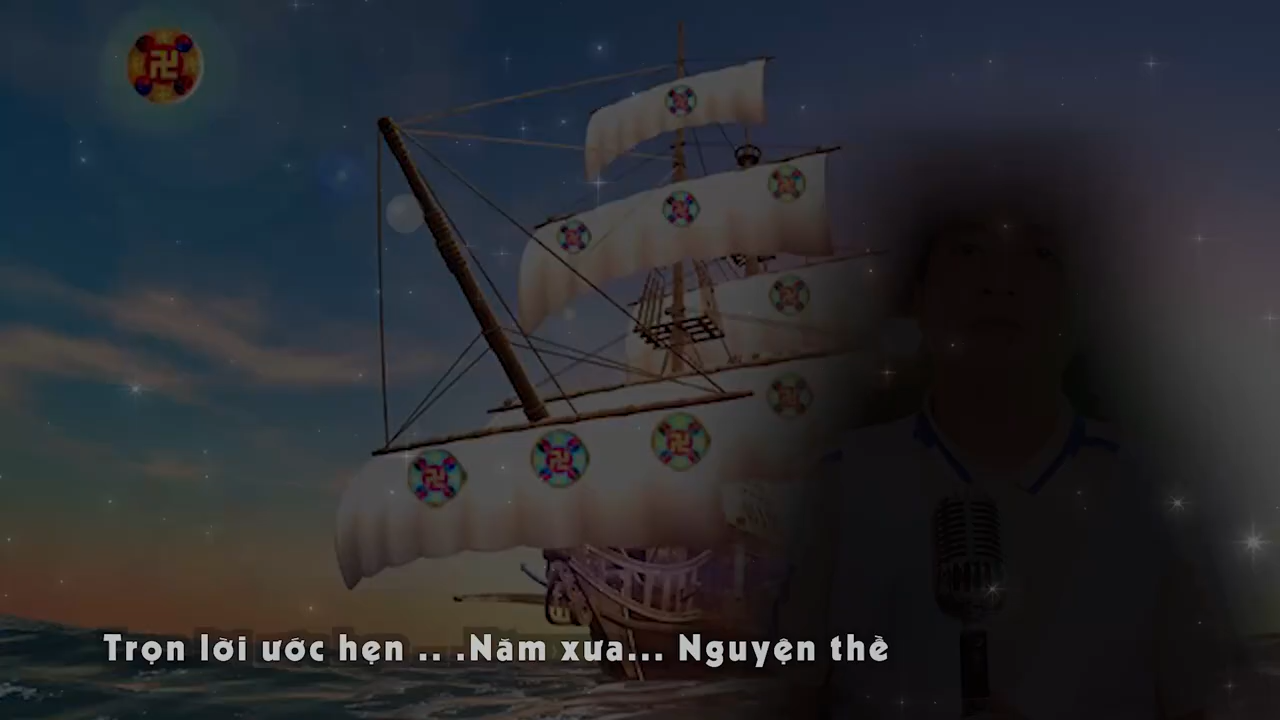 Trọn lời ước hẹn .. .Năm xưa... Nguyện thề